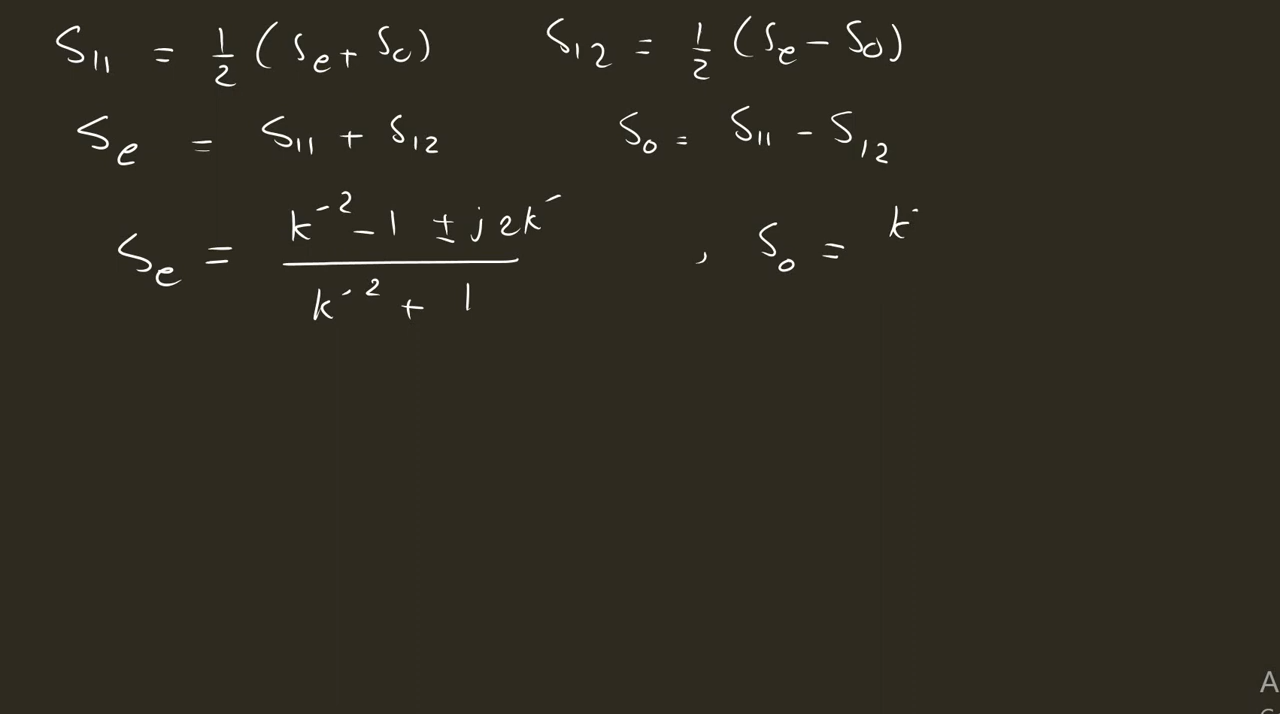 S₁₁ = 1/2 (Se + So) S₁₂ = 1/2 (Se − So)
Se = S₁₁ + S₁₂ So = S₁₁ − S₁₂
Se = (k⁻² − 1 ± j2k⁻) / (k⁻² + 1) , So = k⁻
A